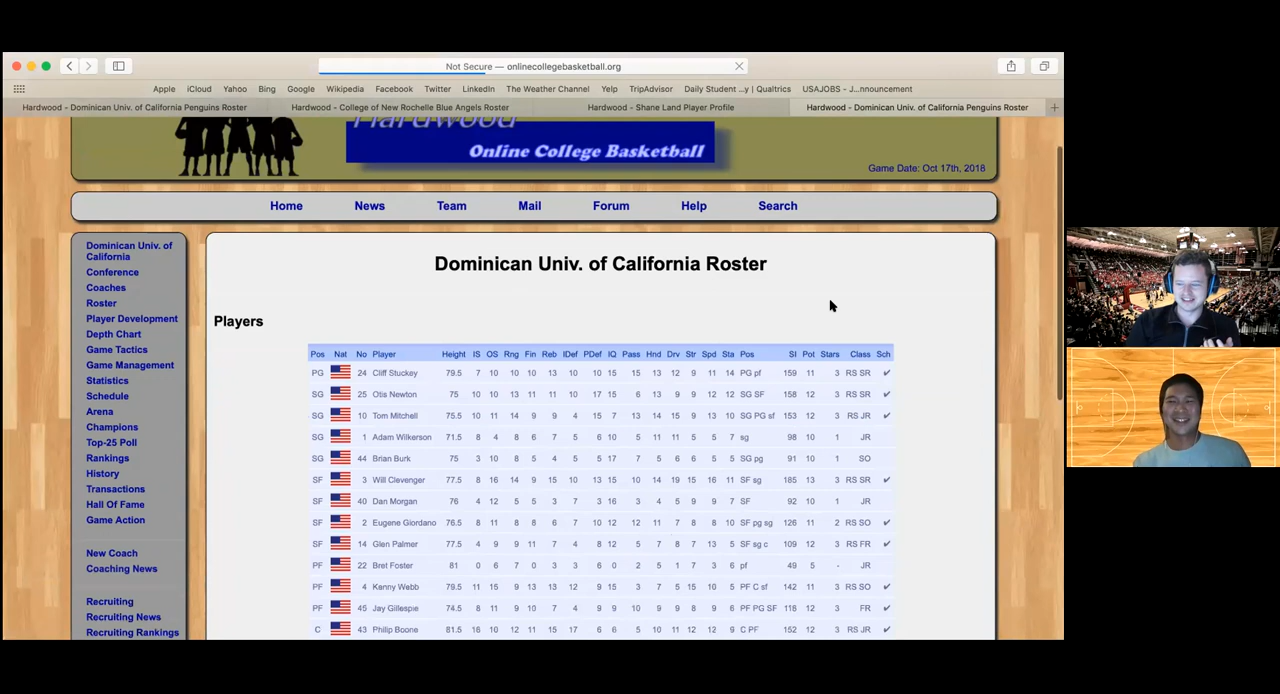 Not Secure — onlinecollegebasketball.org
Apple iCloud Yahoo Bing Google Wikipedia Facebook Twitter LinkedIn The Weather Channel Yelp TripAdvisor Daily Student ...y | Qualtrics USAJOBS - J...nnouncement
Hardwood - Dominican Univ. of California Penguins Roster
Hardwood - College of New Rochelle Blue Angels Roster
Hardwood - Shane Land Player Profile
Hardwood - Dominican Univ. of California Penguins Roster
Hardwood
Online College Basketball
Game Date: Oct 17th, 2018
Home News Team Mail Forum Help Search
Dominican Univ. of
California
Conference
Coaches
Roster
Player Development
Depth Chart
Game Tactics
Game Management
Statistics
Schedule
Arena
Champions
Top-25 Poll
Rankings
History
Transactions
Hall Of Fame
Game Action
New Coach
Coaching News
Recruiting
Recruiting News
Recruiting Rankings
Dominican Univ. of California Roster
Players
Pos Nat No Player Height IS OS Rng Fin Reb IDef PDef IQ Pass Hnd Drv Str Spd Sta Pos SI Pot Stars Class Sch
PG 24 Cliff Stuckey 79.5 7 10 10 10 13 10 10 15 15 13 12 9 11 14 PG pf 159 11 3 RS SR ✔
SG 25 Otis Newton 75 10 10 13 11 11 10 17 15 6 13 9 9 12 12 SG SF 158 12 3 RS SR ✔
SG 10 Tom Mitchell 75.5 10 11 14 9 9 4 15 7 13 14 15 9 13 10 SG PG sf 153 12 3 RS JR ✔
SG 1 Adam Wilkerson 71.5 8 4 8 6 7 5 6 10 5 11 11 5 5 7 sg 98 10 1 JR
SG 44 Brian Burk 75 3 10 8 5 4 5 5 17 7 5 6 6 5 5 SG pg 91 10 1 SO
SF 3 Will Clevenger 77.5 8 16 14 9 15 10 13 15 10 14 19 15 16 11 SF sg 185 13 3 RS SR ✔
SF 40 Dan Morgan 76 4 12 5 5 3 7 3 16 3 4 5 9 9 7 SF 92 10 1 JR
SF 2 Eugene Giordano 76.5 8 11 8 8 6 7 10 12 12 11 7 8 8 10 SF pg sg 126 11 2 RS SO ✔
SF 14 Glen Palmer 77.5 4 9 9 11 7 4 8 12 5 7 8 7 13 5 SF sg c 109 12 3 RS FR ✔
PF 22 Bret Foster 81 0 6 7 0 3 3 6 0 2 5 1 7 3 6 pf 49 5 - JR
PF 4 Kenny Webb 79.5 11 15 9 13 13 12 9 15 3 7 5 15 10 5 PF C sf 142 11 3 RS SO ✔
PF 45 Jay Gillespie 74.5 8 11 9 10 7 4 9 9 10 9 9 8 9 6 PF PG SF 118 12 3 FR ✔
C 43 Philip Boone 81.5 16 10 12 11 15 17 6 6 5 10 11 12 12 9 C PF 152 12 3 RS JR ✔